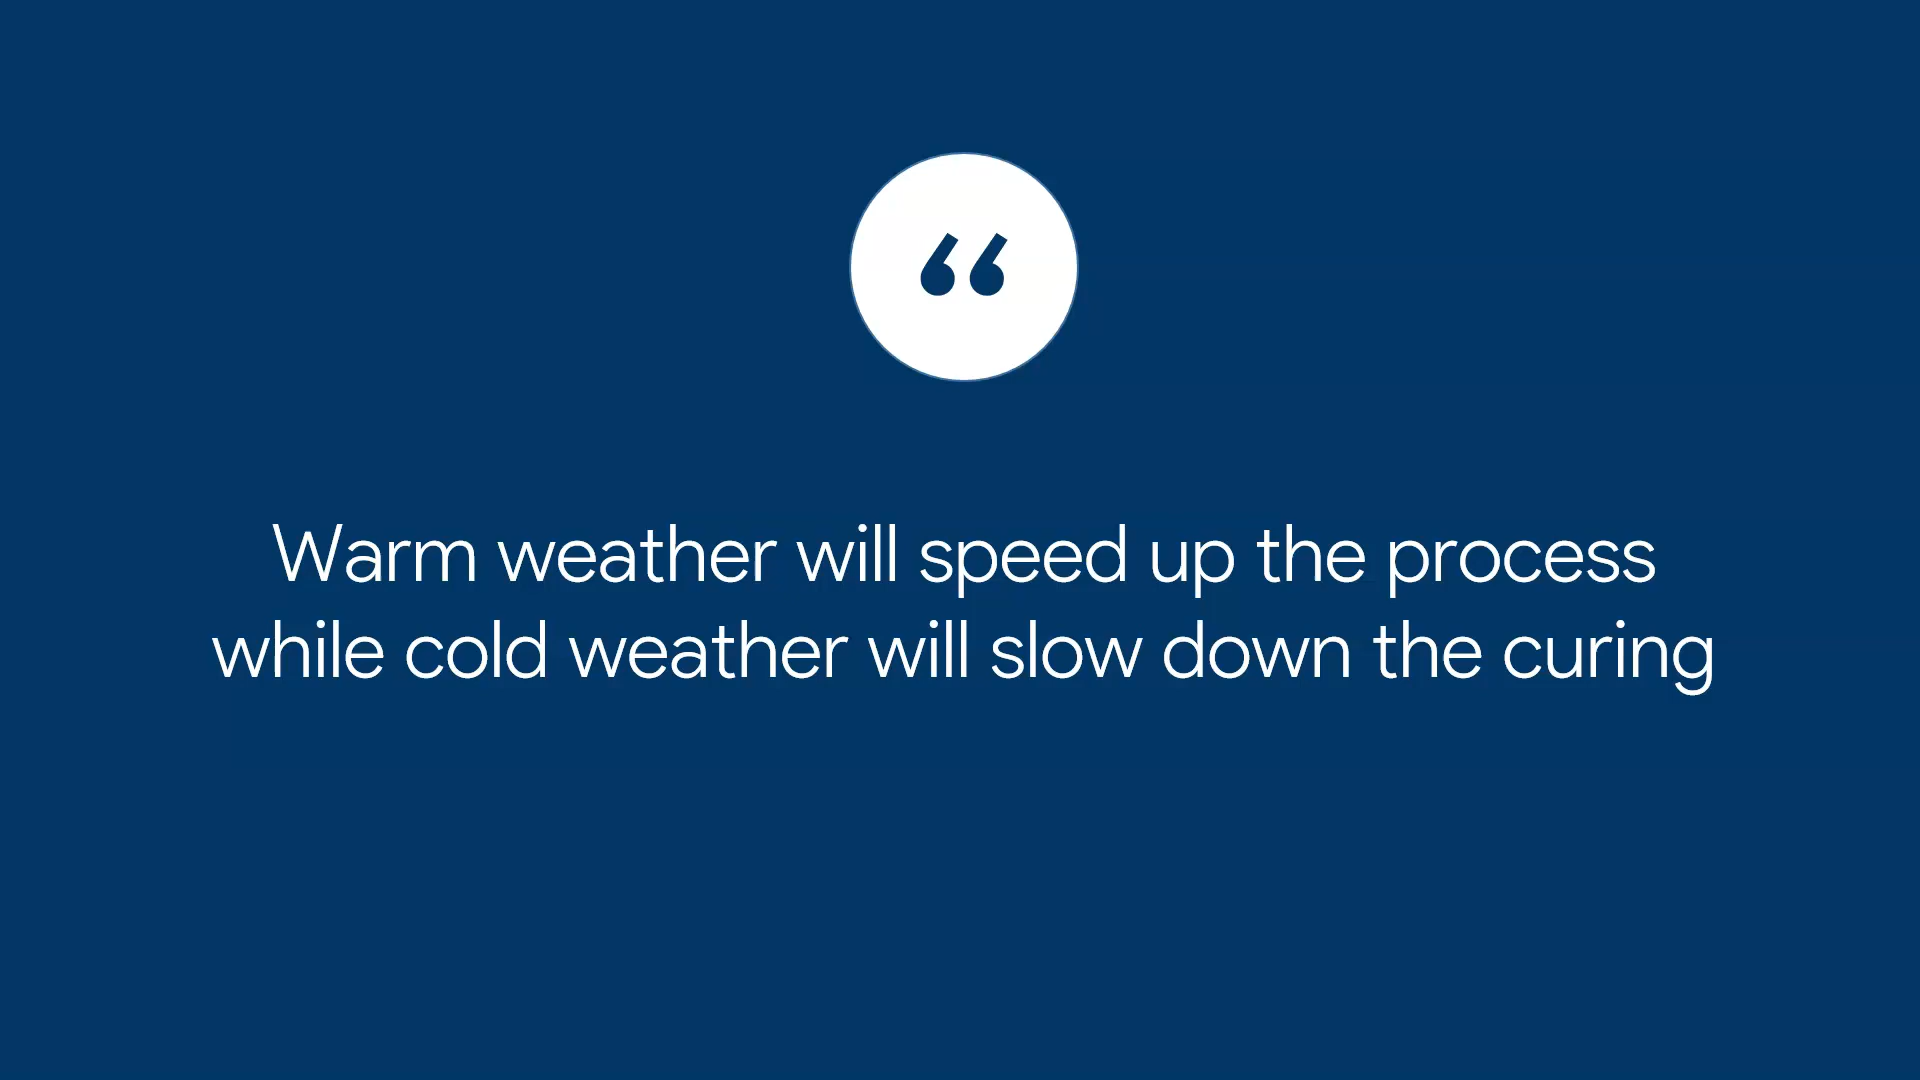 “
Warm weather will speed up the process
while cold weather will slow down the curing